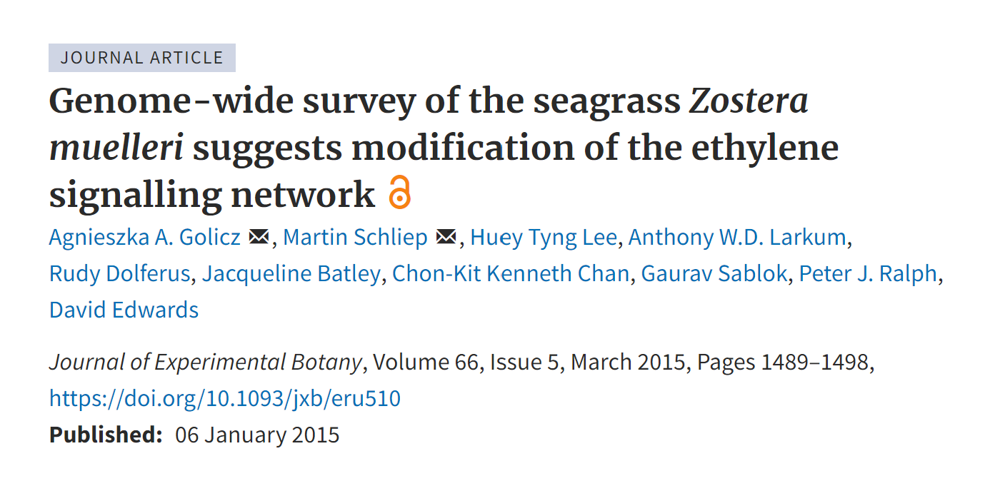 JOURNAL ARTICLE
Genome-wide survey of the seagrass Zostera
muelleri suggests modification of the ethylene
signalling network
Agnieszka A. Golicz, Martin Schliep, Huey Tyng Lee, Anthony W.D. Larkum,
Rudy Dolferus, Jacqueline Batley, Chon-Kit Kenneth Chan, Gaurav Sablok, Peter J. Ralph,
David Edwards
Journal of Experimental Botany, Volume 66, Issue 5, March 2015, Pages 1489–1498,
https://doi.org/10.1093/jxb/eru510
Published: 06 January 2015